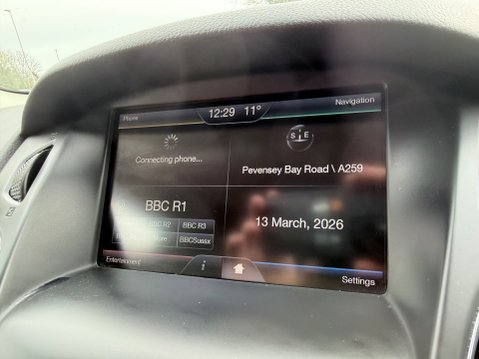 Phone
12:29 11°
Navigation
Connecting phone...
S E
Pevensey Bay Road \ A259
BBC R1
BBC R2 BBC R3
BBCSussx
13 March, 2026
Entertainment
i
Settings